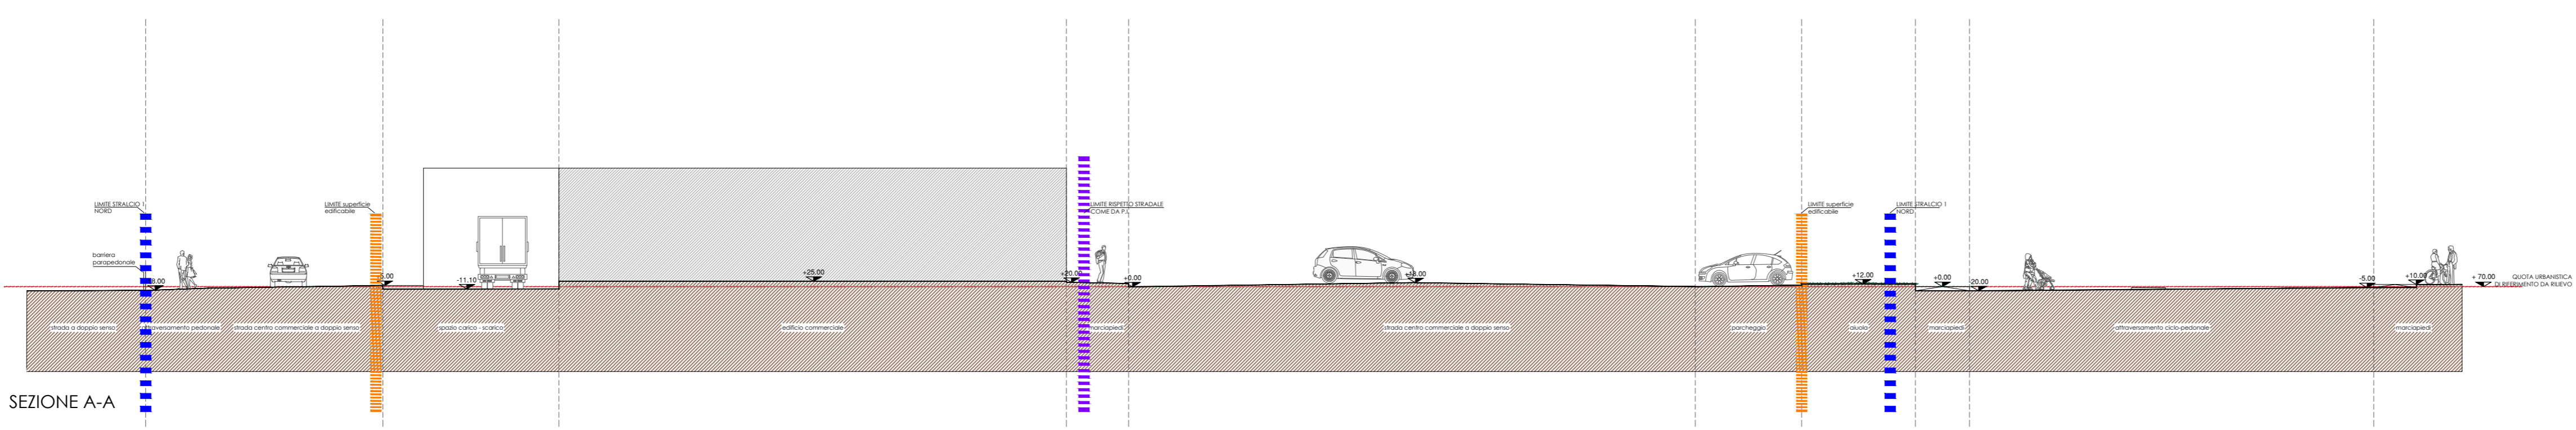 LIMITE STRALCIO 1
NORD
LIMITE superficie
edificabile
LIMITE RISPETTO STRADALE
COME DA P.I.
LIMITE superficie
edificabile
LIMITE STRALCIO 1
NORD
barriera
parapedonale
-5.00
-11.10
+25.00
+20.00
+0.00
+18.00
+12.00
+0.00
-20.00
-5.00
+10.00
+ 70.00
QUOTA URBANISTICA
DI RIFERIMENTO DA RILIEVO
strada a doppio senso
attraversamento pedonale
strada centro commerciale a doppio senso
spazio carico - scarico
edificio commerciale
marciapiedi
strada centro commerciale a doppio senso
parcheggio
aiuola
marciapiedi
attraversamento ciclo-pedonale
marciapiedi
SEZIONE A-A